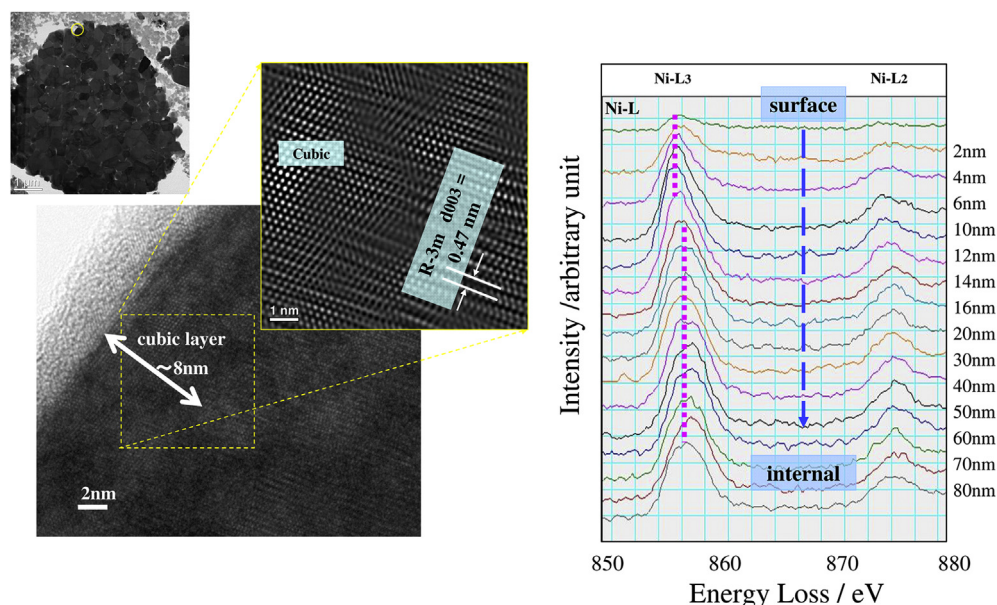 1 μm
Cubic
R-3m d003 =
0.47 nm
1 nm
cubic layer
~8nm
2nm
Ni-L3
Ni-L2
Ni-L
surface
2nm
4nm
6nm
10nm
12nm
14nm
16nm
20nm
30nm
40nm
50nm
60nm
70nm
80nm
internal
Intensity /arbitrary unit
850
860
870
880
Energy Loss / eV